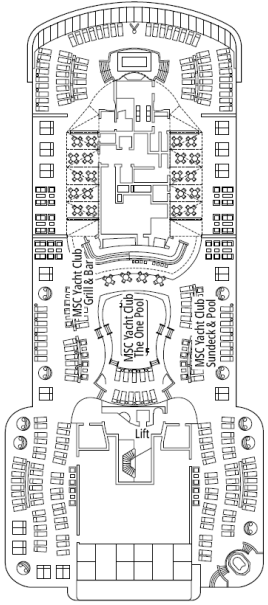 MSC Yacht Club
Grill & Bar
MSC Yacht Club
The One Pool
MSC Yacht Club
Sundeck & Pool
Lift